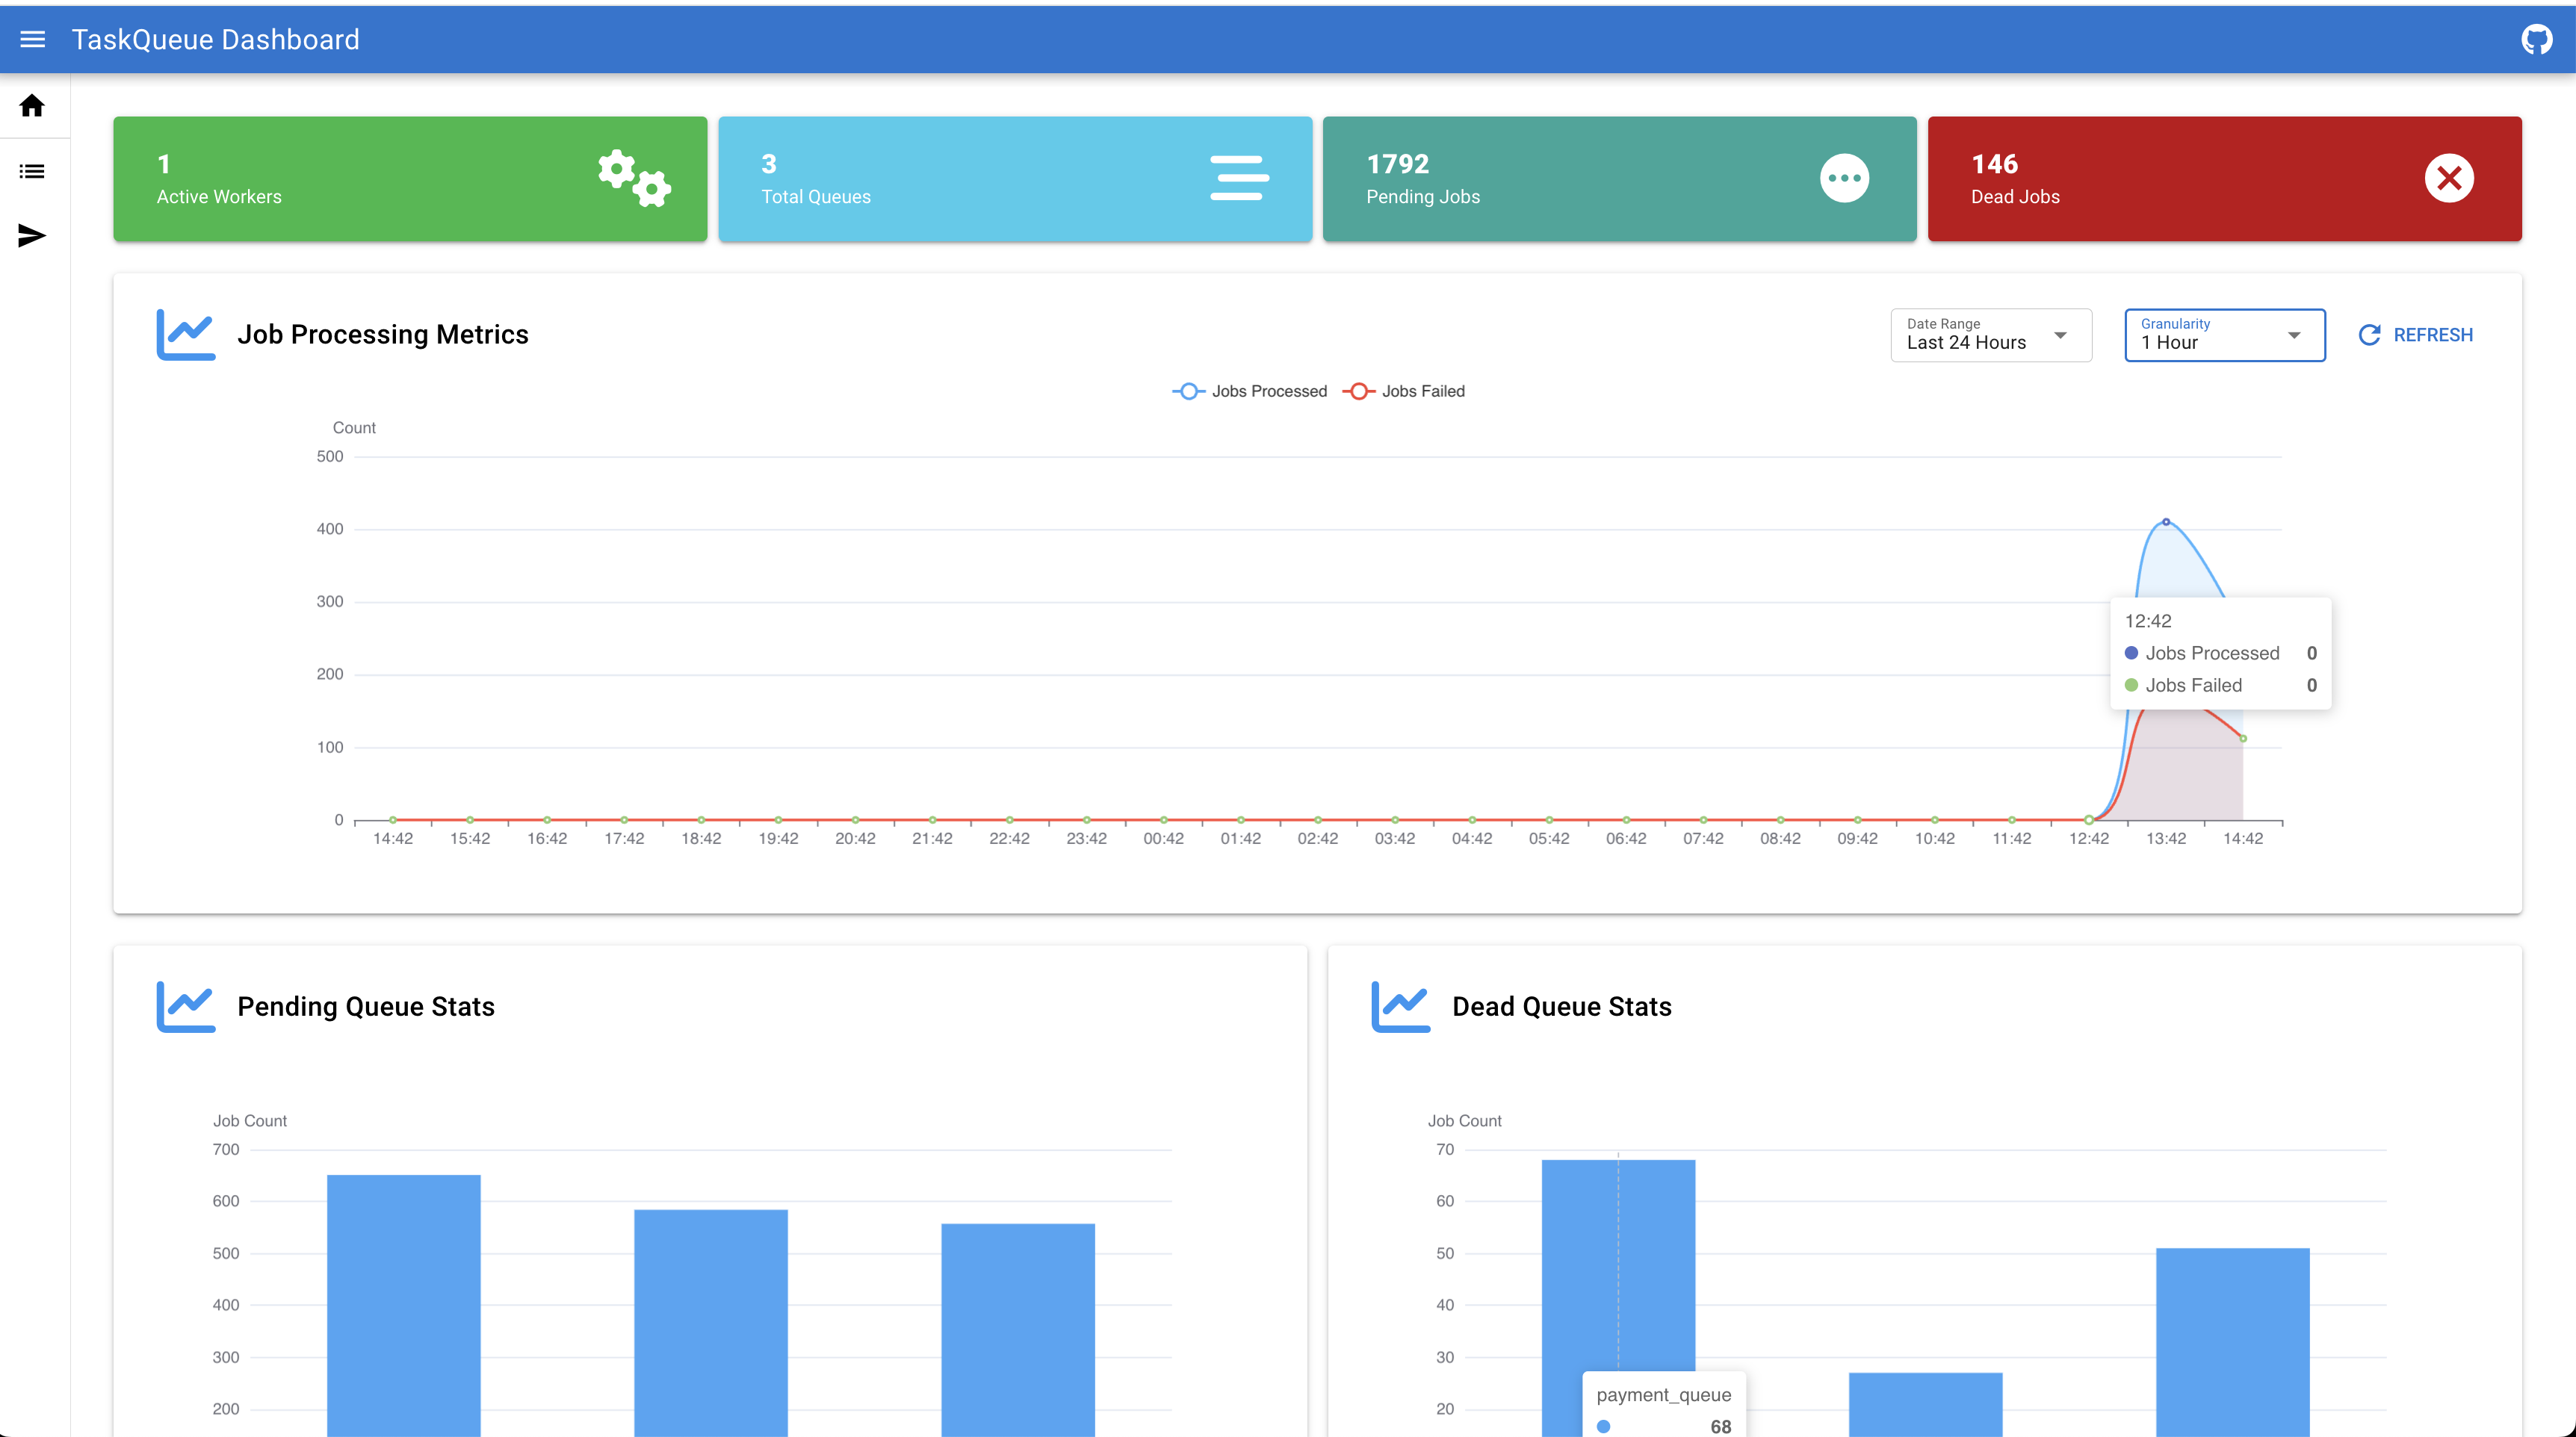 TaskQueue Dashboard
1
Active Workers
3
Total Queues
1792
Pending Jobs
146
Dead Jobs
Job Processing Metrics
Date Range
Last 24 Hours
Granularity
1 Hour
REFRESH
Jobs Processed Jobs Failed
Count
500
400
300
200
100
0
12:42
Jobs Processed 0
Jobs Failed 0
14:42 15:42 16:42 17:42 18:42 19:42 20:42 21:42 22:42 23:42 00:42 01:42 02:42 03:42 04:42 05:42 06:42 07:42 08:42 09:42 10:42 11:42 12:42 13:42 14:42
Pending Queue Stats
Job Count
700
600
500
400
300
200
Dead Queue Stats
Job Count
70
60
50
40
30
20
payment_queue
68